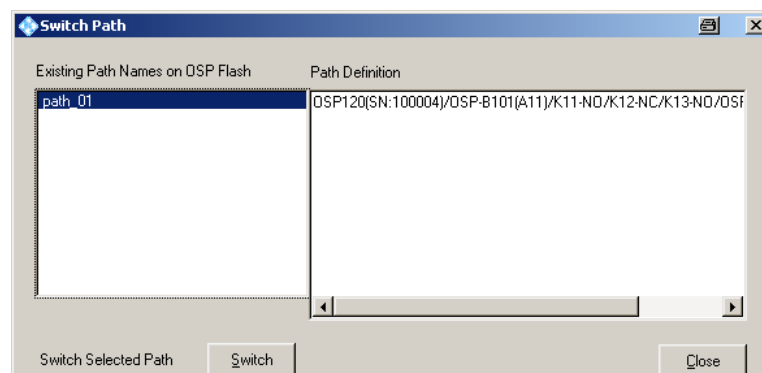 Switch Path
Existing Path Names on OSP Flash
Path Definition
path_01
OSP120(SN:100004)/OSP-B101(A11)/K11-NO/K12-NC/K13-NO/OSP
Switch Selected Path
Switch
Close